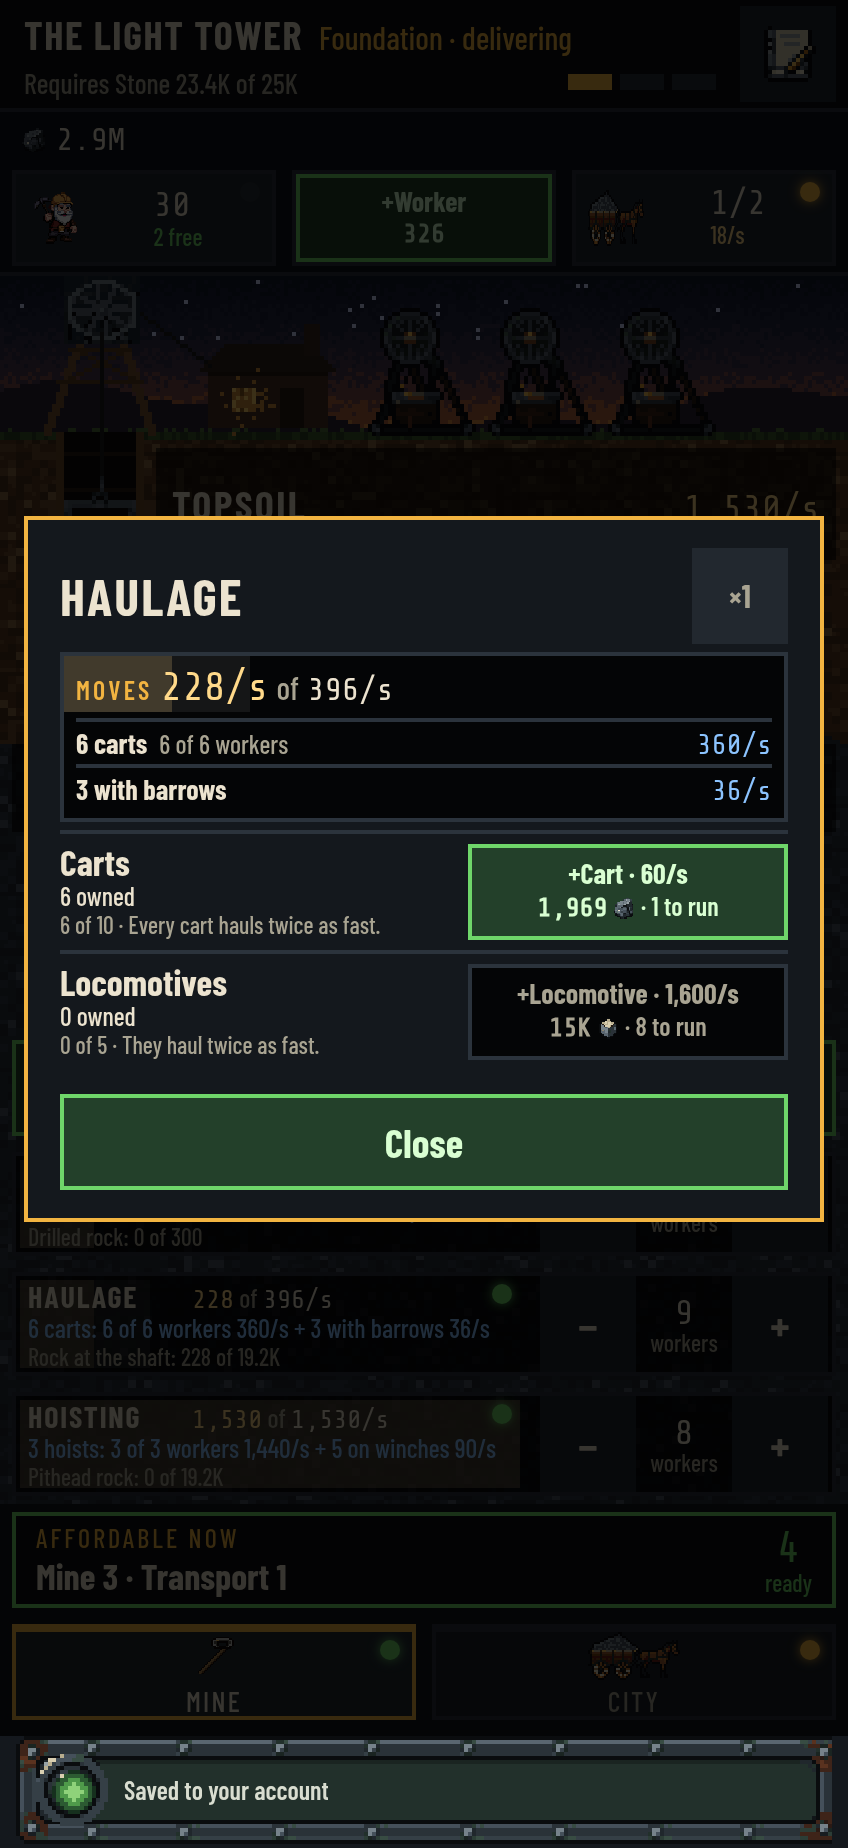 THE LIGHT TOWER Foundation · delivering
Requires Stone 23.4K of 25K
2.9M
30
2 free
+Worker
326
1/2
18/s
TOPSOIL 1,530/s
HAULAGE
×1
MOVES 228/s of 396/s
6 carts 6 of 6 workers 360/s
3 with barrows 36/s
Carts
6 owned
6 of 10 · Every cart hauls twice as fast.
+Cart · 60/s
1,969 · 1 to run
Locomotives
0 owned
0 of 5 · They haul twice as fast.
+Locomotive · 1,600/s
15K · 8 to run
Close
Drilled rock: 0 of 300
workers
HAULAGE 228 of 396/s
6 carts: 6 of 6 workers 360/s + 3 with barrows 36/s
Rock at the shaft: 228 of 19.2K
−
9
workers
+
HOISTING 1,530 of 1,530/s
3 hoists: 3 of 3 workers 1,440/s + 5 on winches 90/s
Pithead rock: 0 of 19.2K
−
8
workers
+
AFFORDABLE NOW
Mine 3 · Transport 1
4
ready
MINE
CITY
Saved to your account